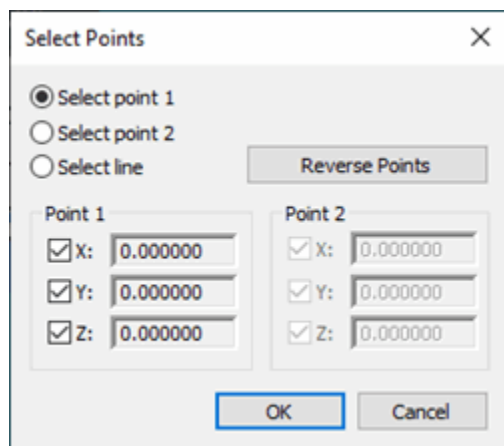 Select Points
Select point 1
Select point 2
Select line
Reverse Points
Point 1
X: 0.000000
Y: 0.000000
Z: 0.000000
Point 2
X: 0.000000
Y: 0.000000
Z: 0.000000
OK
Cancel